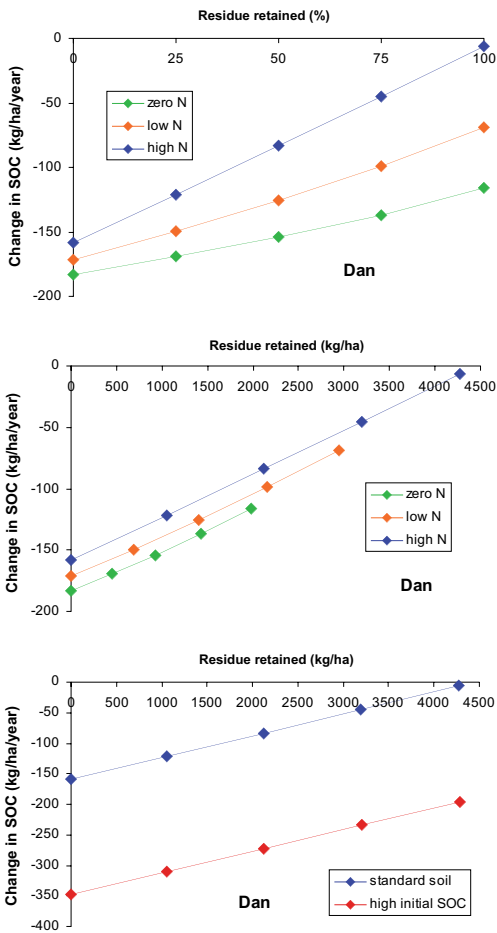 Residue retained (%)
0
0 25 50 75 100
-50
-100
-150
-200
Change in SOC (kg/ha/year)
zero N
low N
high N
Dan
Residue retained (kg/ha)
0
0 500 1000 1500 2000 2500 3000 3500 4000 4500
-50
-100
-150
-200
Change in SOC (kg/ha/year)
zero N
low N
high N
Dan
Residue retained (kg/ha)
0
0 500 1000 1500 2000 2500 3000 3500 4000 4500
-50
-100
-150
-200
-250
-300
-350
-400
Change in SOC (kg/ha/year)
standard soil
high initial SOC
Dan